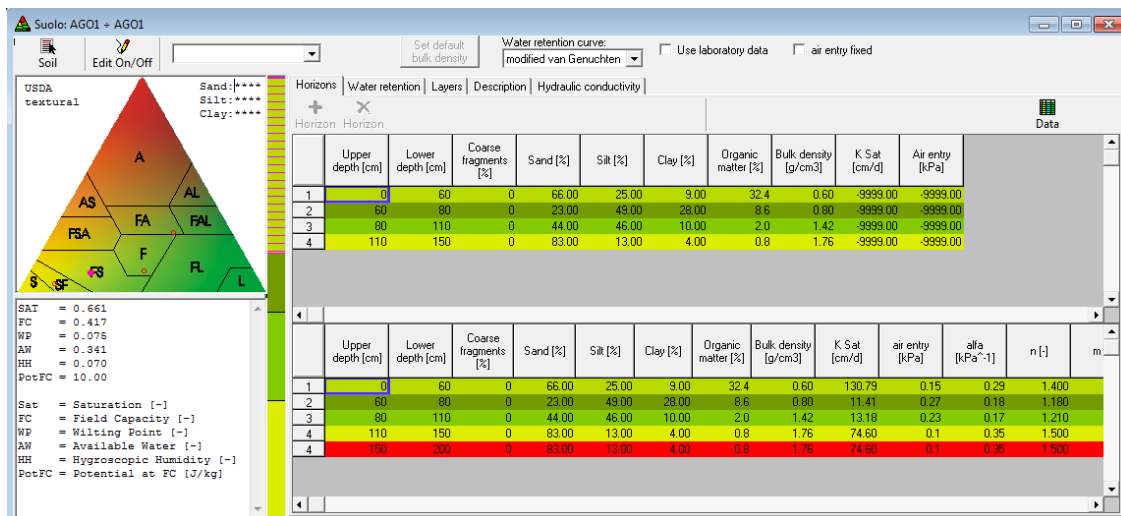 Suolo: AGO1 ÷ AGO1
Soil
Edit On/Off
Set default bulk density
Water retention curve:
modified van Genuchten
Use laboratory data
air entry fixed
USDA
textural
Sand:****
Silt:****
Clay:****
A
AS
AL
FSA
FA
FAL
F
FS
FL
S
SF
L
SAT = 0.661
FC = 0.417
WP = 0.075
AW = 0.341
HH = 0.070
PotFC = 10.00
Sat = Saturation [-]
FC = Field Capacity [-]
WP = Wilting Point [-]
AW = Available Water [-]
HH = Hygroscopic Humidity [-]
PotFC = Potential at FC [J/kg]
Horizons Water retention Layers Description Hydraulic conductivity
Horizon Horizon
Data
Upper depth [cm] Lower depth [cm] Coarse fragments [%] Sand [%] Silt [%] Clay [%] Organic matter [%] Bulk density [g/cm3] K Sat [cm/d] Air entry [kPa]
1 0 60 0 66.00 25.00 9.00 32.4 0.60 -9999.00 -9999.00
2 60 80 0 23.00 49.00 28.00 8.6 0.80 -9999.00 -9999.00
3 80 110 0 44.00 46.00 10.00 2.0 1.42 -9999.00 -9999.00
4 110 150 0 83.00 13.00 4.00 0.8 1.76 -9999.00 -9999.00
Upper depth [cm] Lower depth [cm] Coarse fragments [%] Sand [%] Silt [%] Clay [%] Organic matter [%] Bulk density [g/cm3] K Sat [cm/d] air entry [kPa] alfa [kPa^-1] n [-] m
1 0 60 0 66.00 25.00 9.00 32.4 0.60 130.79 0.15 0.29 1.400
2 60 80 0 23.00 49.00 28.00 8.6 0.80 11.41 0.27 0.18 1.180
3 80 110 0 44.00 46.00 10.00 2.0 1.42 13.18 0.23 0.17 1.210
4 110 150 0 83.00 13.00 4.00 0.8 1.76 74.60 0.1 0.35 1.500
4 150 200 0 83.00 13.00 4.00 0.8 1.76 74.60 0.1 0.35 1.500